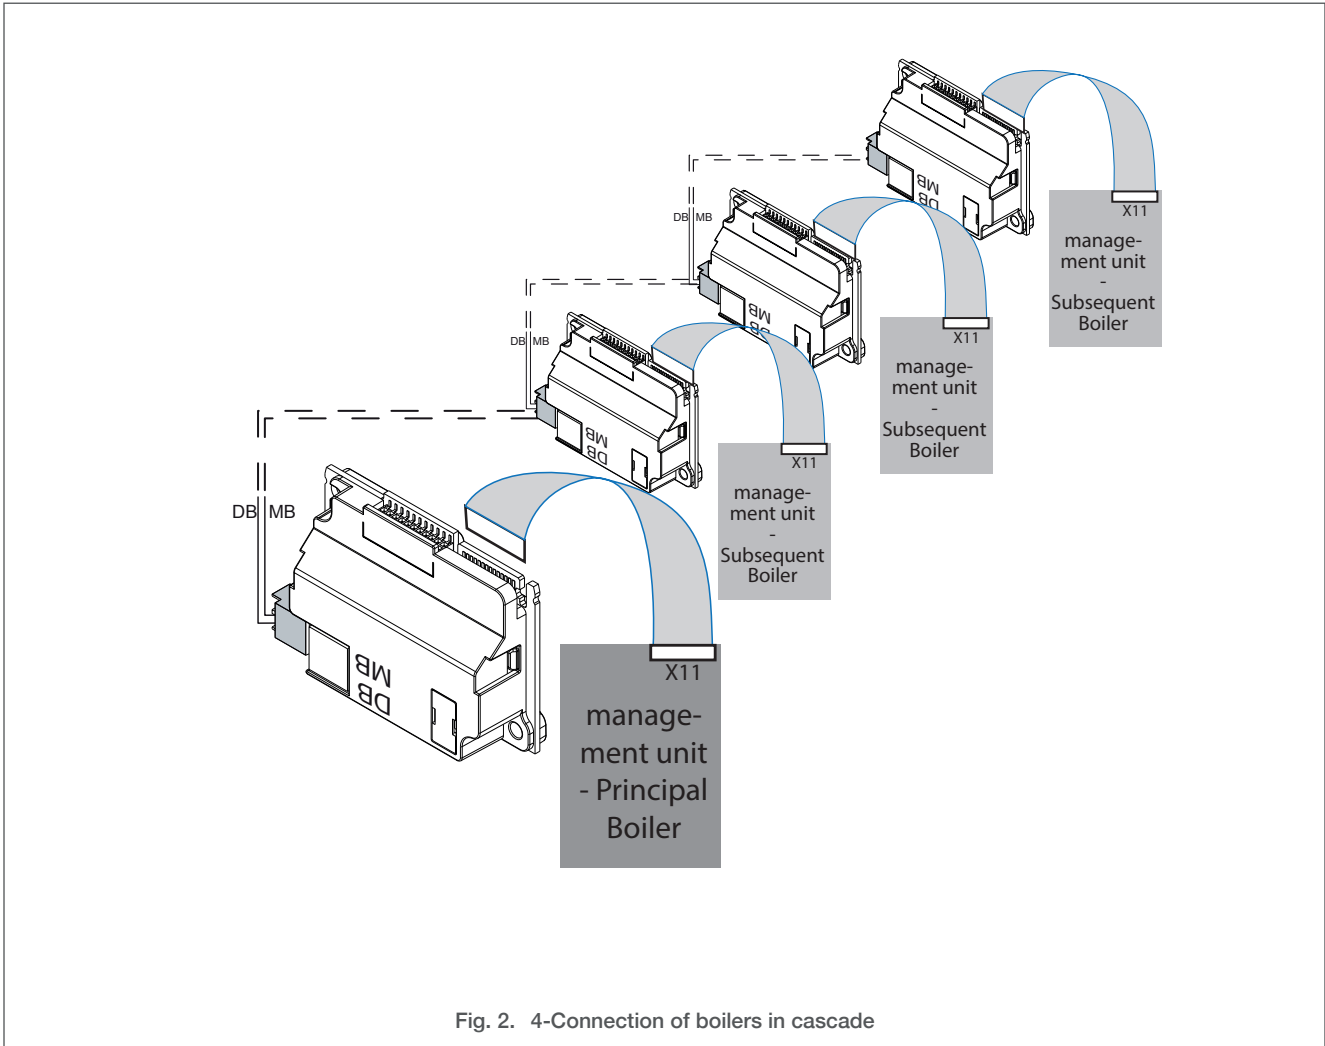 DB MB
X11
manage-
ment unit
-
Subsequent
Boiler
DB MB
DB MB
X11
manage-
ment unit
-
Subsequent
Boiler
DB MB
DB MB
X11
manage-
ment unit
-
Subsequent
Boiler
DB MB
DB
MB
DB
MB
X11
manage-
ment unit
- Principal
Boiler
Fig. 2. 4-Connection of boilers in cascade